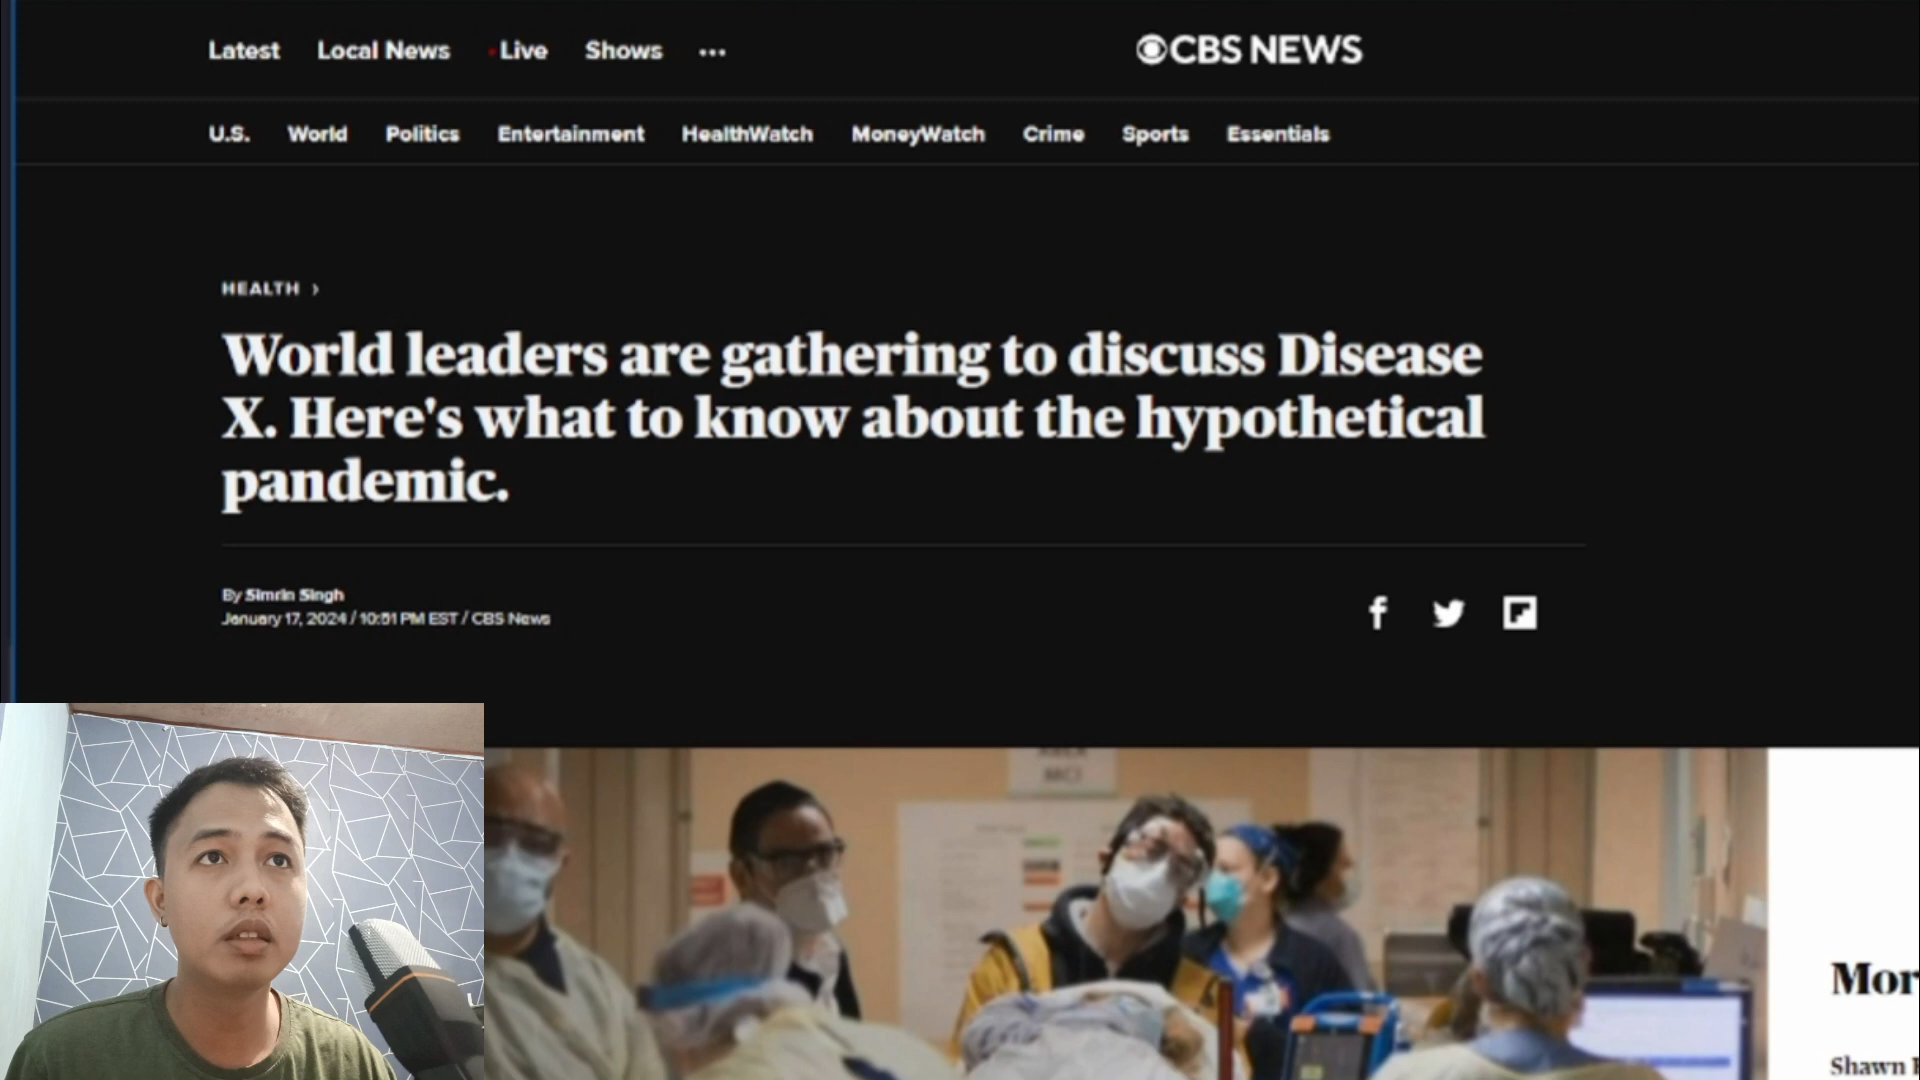 Latest Local News Live Shows ...
CBS NEWS
U.S. World Politics Entertainment HealthWatch MoneyWatch Crime Sports Essentials
HEALTH ›
World leaders are gathering to discuss Disease
X. Here's what to know about the hypothetical
pandemic.
By Simrin Singh
January 17, 2024 / 10:51 PM EST / CBS News
Mor
Shawn